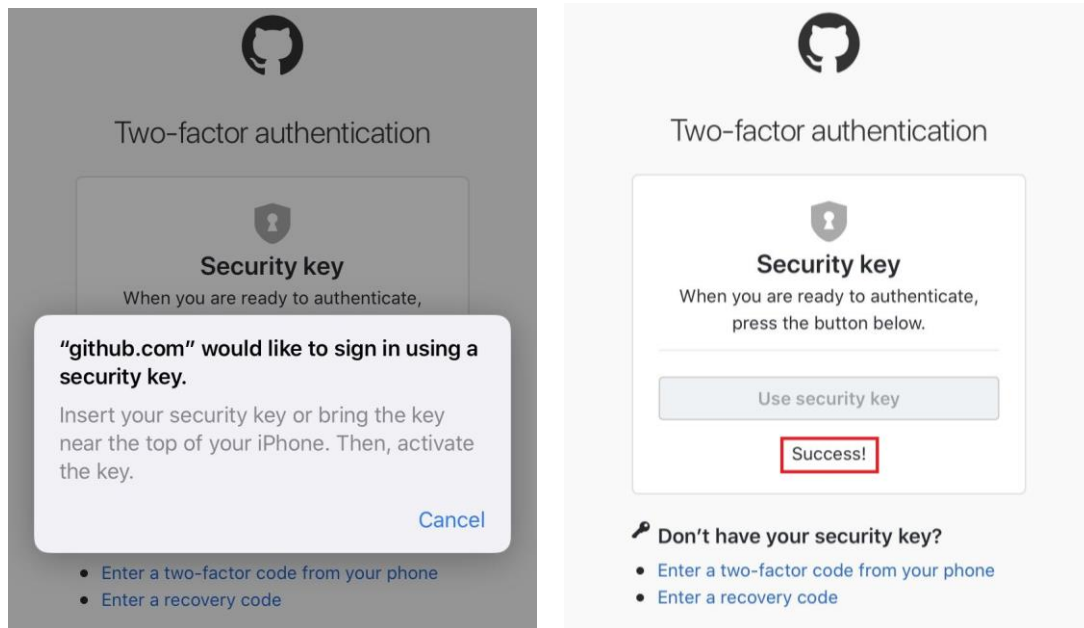 Two-factor authentication
Security key
When you are ready to authenticate,
“github.com” would like to sign in using a
security key.
Insert your security key or bring the key
near the top of your iPhone. Then, activate
the key.
Cancel
Enter a two-factor code from your phone
Enter a recovery code
Two-factor authentication
Security key
When you are ready to authenticate,
press the button below.
Use security key
Success!
Don’t have your security key?
Enter a two-factor code from your phone
Enter a recovery code